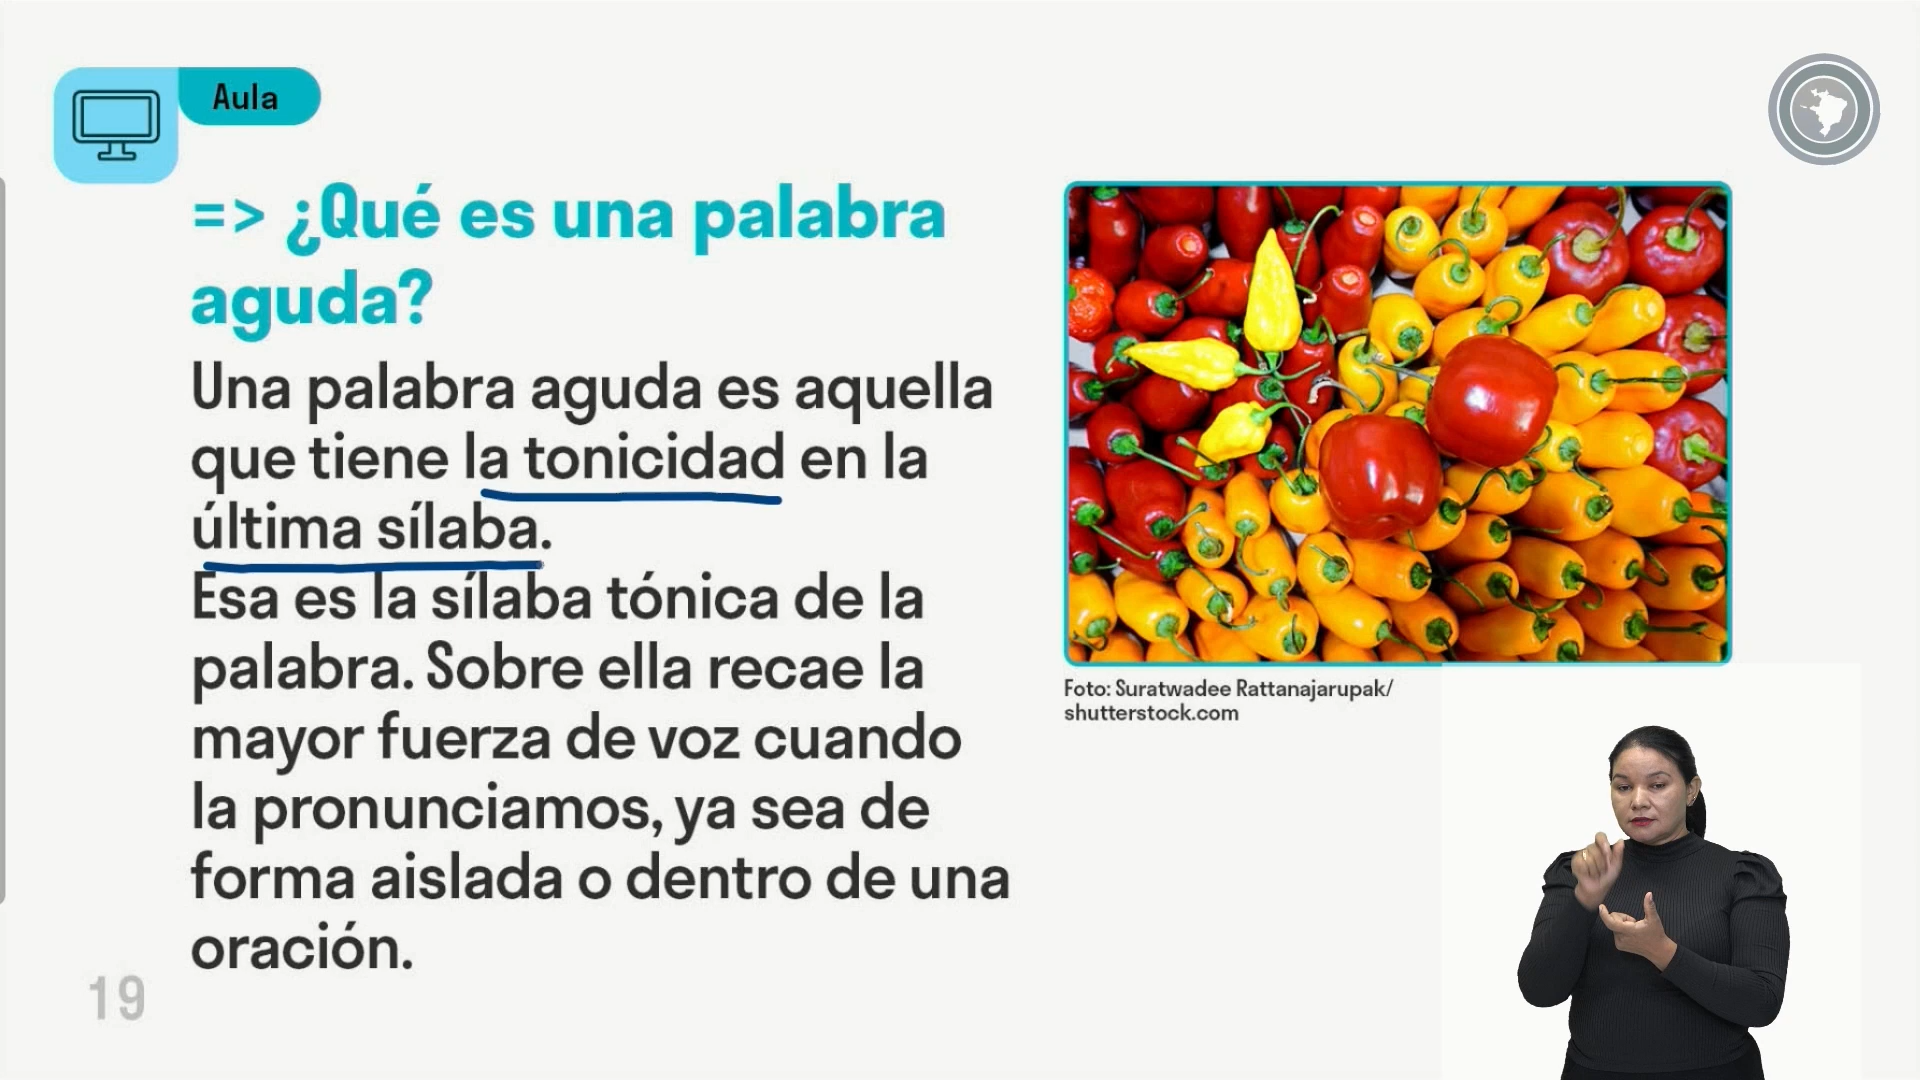 Aula
=> ¿Qué es una palabra
aguda?
Una palabra aguda es aquella
que tiene la tonicidad en la
última sílaba.
Esa es la sílaba tónica de la
palabra. Sobre ella recae la
mayor fuerza de voz cuando
la pronunciamos, ya sea de
forma aislada o dentro de una
oración.
Foto: Suratwadee Rattanajarupak/
shutterstock.com
19